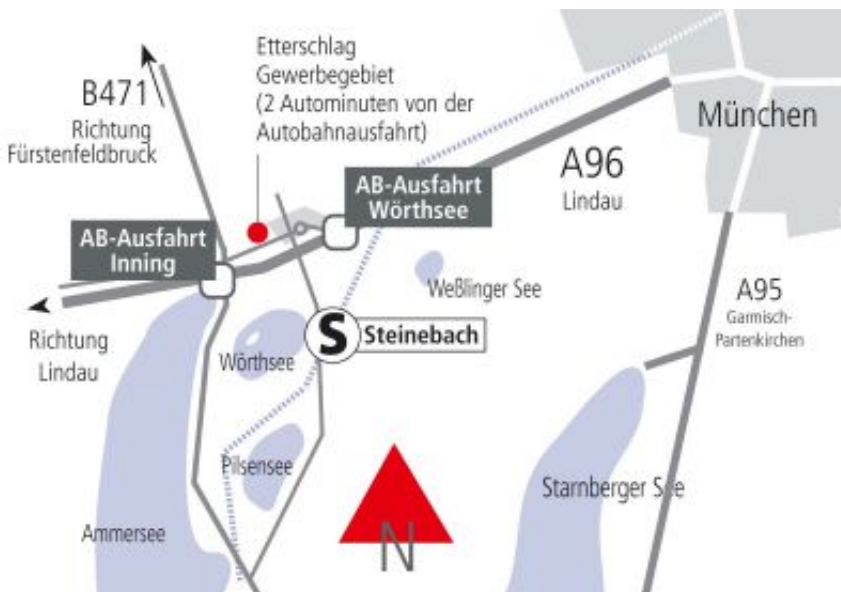 Etterschlag
Gewerbegebiet
(2 Autominuten von der
Autobahnausfahrt)
B471
Richtung
Fürstenfeldbruck
München
A96
Lindau
AB-Ausfahrt
Wörthsee
AB-Ausfahrt
Inning
Weßlinger See
A95
Garmisch-
Partenkirchen
Richtung
Lindau
S
Steinebach
Wörthsee
Pilsensee
Starnberger See
Ammersee
N